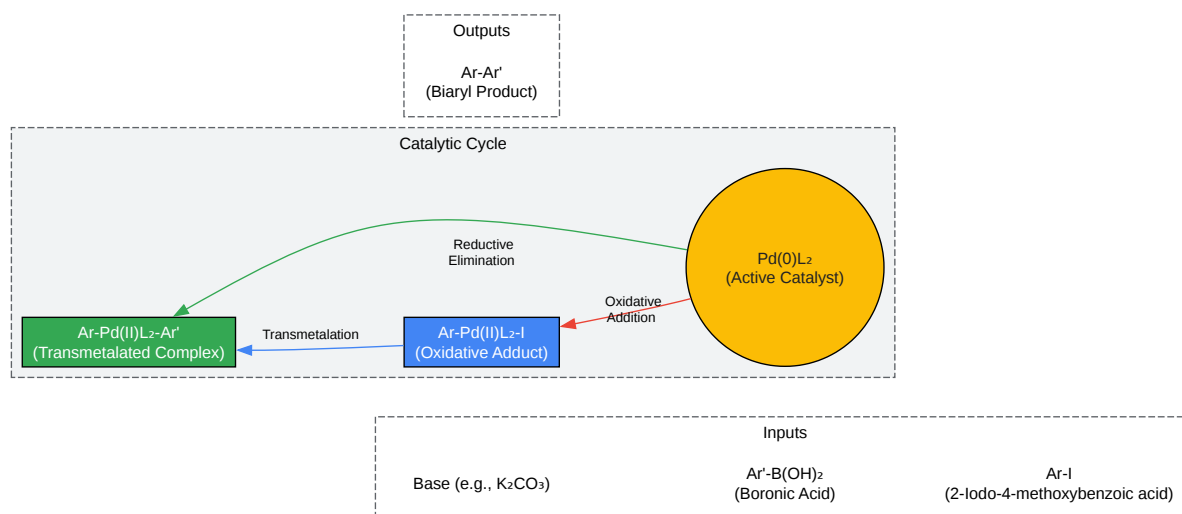 Outputs
Ar-Ar'
(Biaryl Product)
Catalytic Cycle
Pd(0)L₂
(Active Catalyst)
Reductive
Elimination
Oxidative
Addition
Ar-Pd(II)L₂-Ar'
(Transmetalated Complex)
Transmetalation
Ar-Pd(II)L₂-I
(Oxidative Adduct)
Inputs
Base (e.g., K₂CO₃)
Ar'-B(OH)₂
(Boronic Acid)
Ar-I
(2-Iodo-4-methoxybenzoic acid)